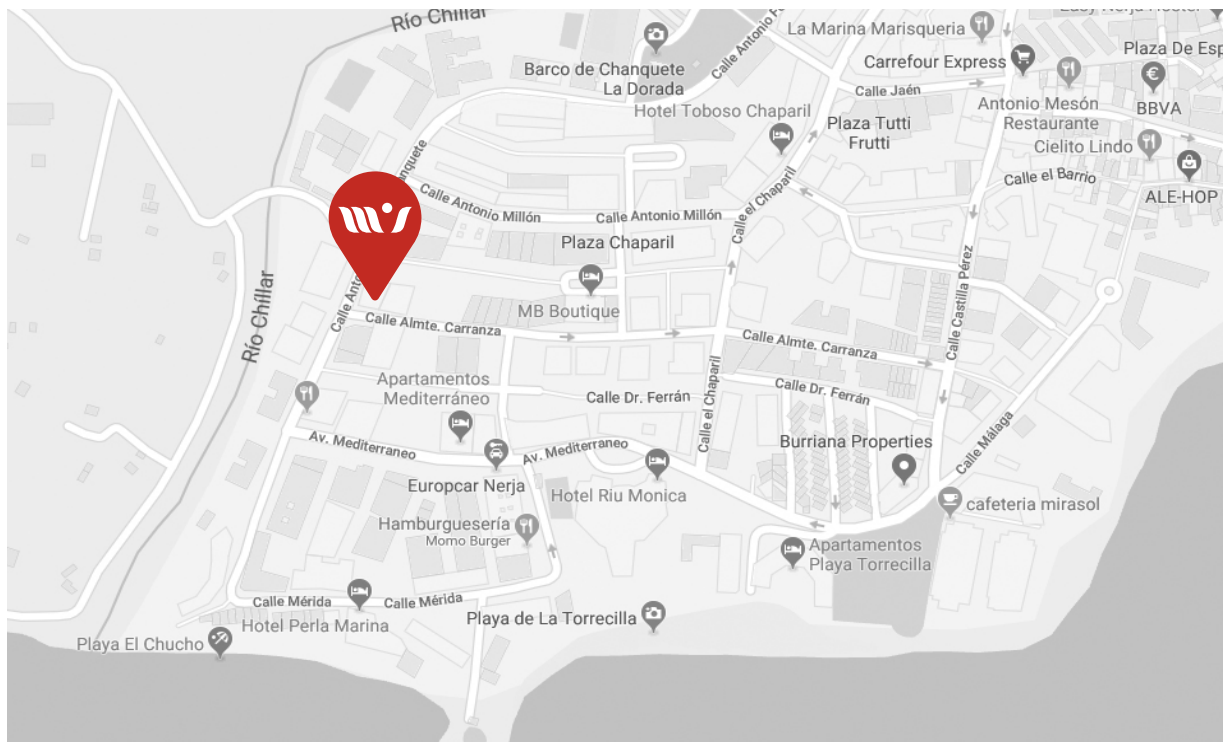 Río Chíllar
La Marina Marisqueria
Easy Nerja Hostel
Calle Antonio
Carrefour Express
Plaza De Esp
Barco de Chanquete
La Dorada
Calle Jaén
BBVA
Hotel Toboso Chaparil
Antonio Mesón
Restaurante
Plaza Tutti
Frutti
Cielito Lindo
Calle el Barrio
ALE-HOP
Calle Antonio Millón
Calle Antonio Millón
Calle el Chaparil
Plaza Chaparil
Río Chíllar
Calle
MB Boutique
Calle Castilla Pérez
Calle Almte. Carranza
Calle Almte. Carranza
Apartamentos
Mediterráneo
Calle Dr. Ferrán
Calle el Chaparil
Calle Dr. Ferrán
Calle Málaga
Av. Mediterraneo
Av. Mediterraneo
Burriana Properties
Europcar Nerja
Hotel Riu Monica
cafeteria mirasol
Hamburguesería
Momo Burger
Apartamentos
Playa Torrecilla
Calle Mérida
Calle Mérida
Hotel Perla Marina
Playa de La Torrecilla
Playa El Chucho